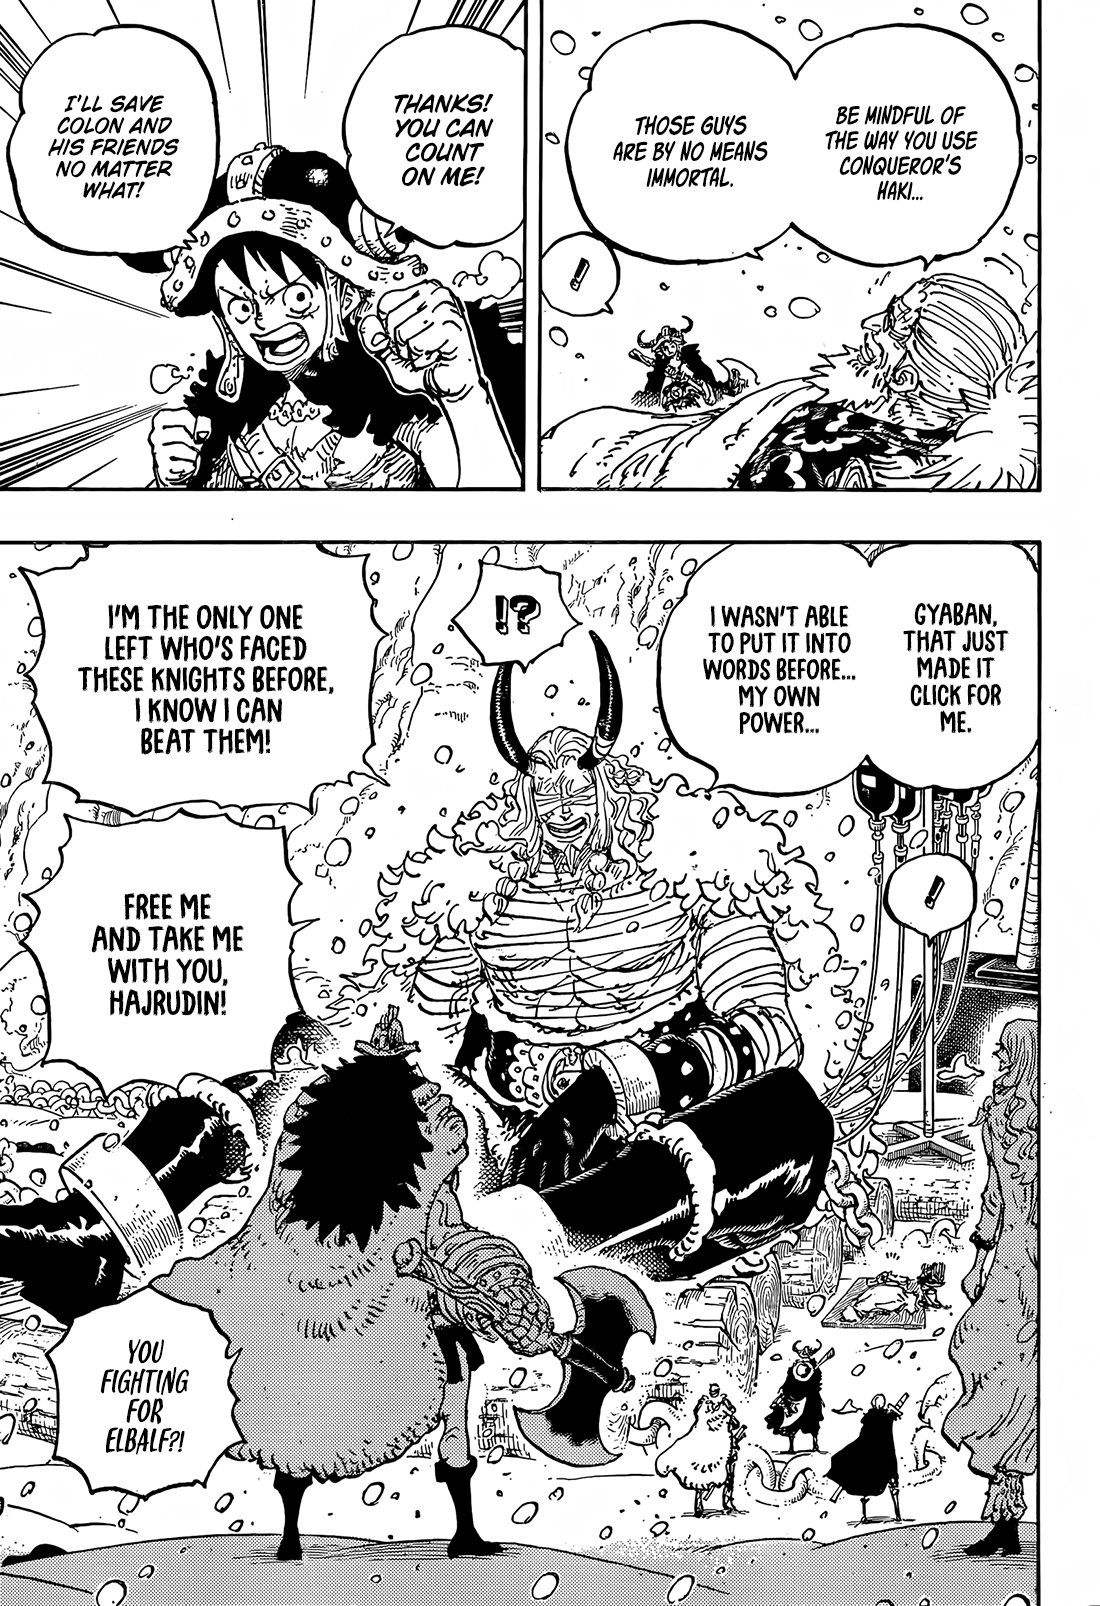 BE MINDFUL OF
THE WAY YOU USE
CONQUEROR'S
HAKI...
THOSE GUYS
ARE BY NO MEANS
IMMORTAL.
!
THANKS!
YOU CAN
COUNT
ON ME!
I'LL SAVE
COLON AND
HIS FRIENDS
NO MATTER
WHAT!
GYABAN,
THAT JUST
MADE IT
CLICK FOR
ME.
I WASN'T ABLE
TO PUT IT INTO
WORDS BEFORE...
MY OWN
POWER...
!?
I'M THE ONLY ONE
LEFT WHO'S FACED
THESE KNIGHTS BEFORE,
I KNOW I CAN
BEAT THEM!
!
FREE ME
AND TAKE ME
WITH YOU,
HAJRUDIN!
YOU
FIGHTING
FOR
ELBALF?!